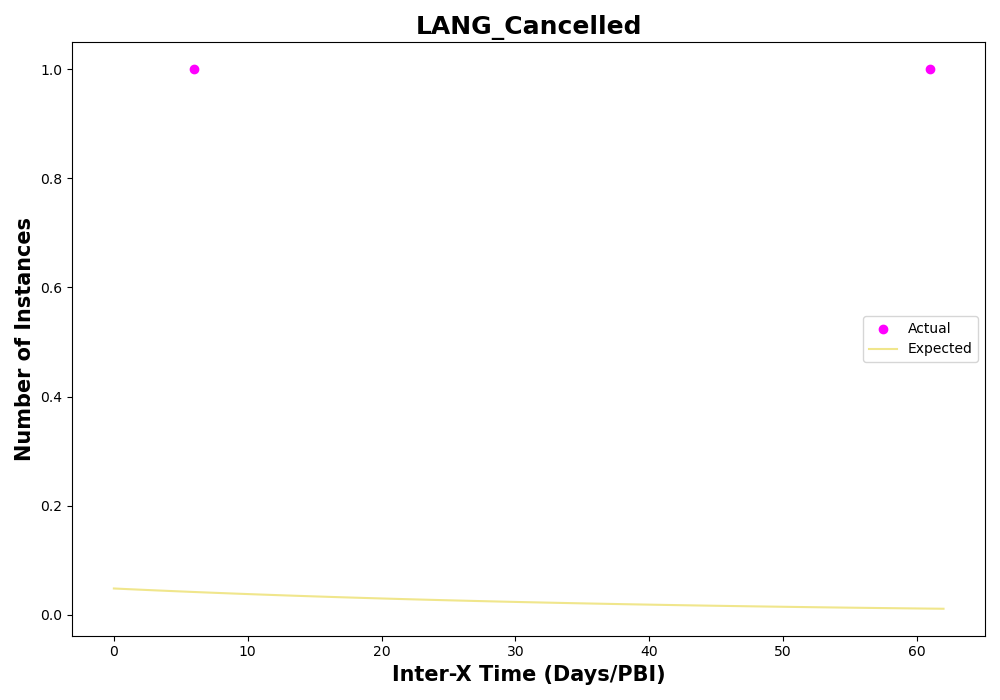 LANG_Cancelled
Number of Instances
1.0
0.8
0.6
0.4
0.2
0.0
Actual
Expected
0 10 20 30 40 50 60
Inter-X Time (Days/PBI)